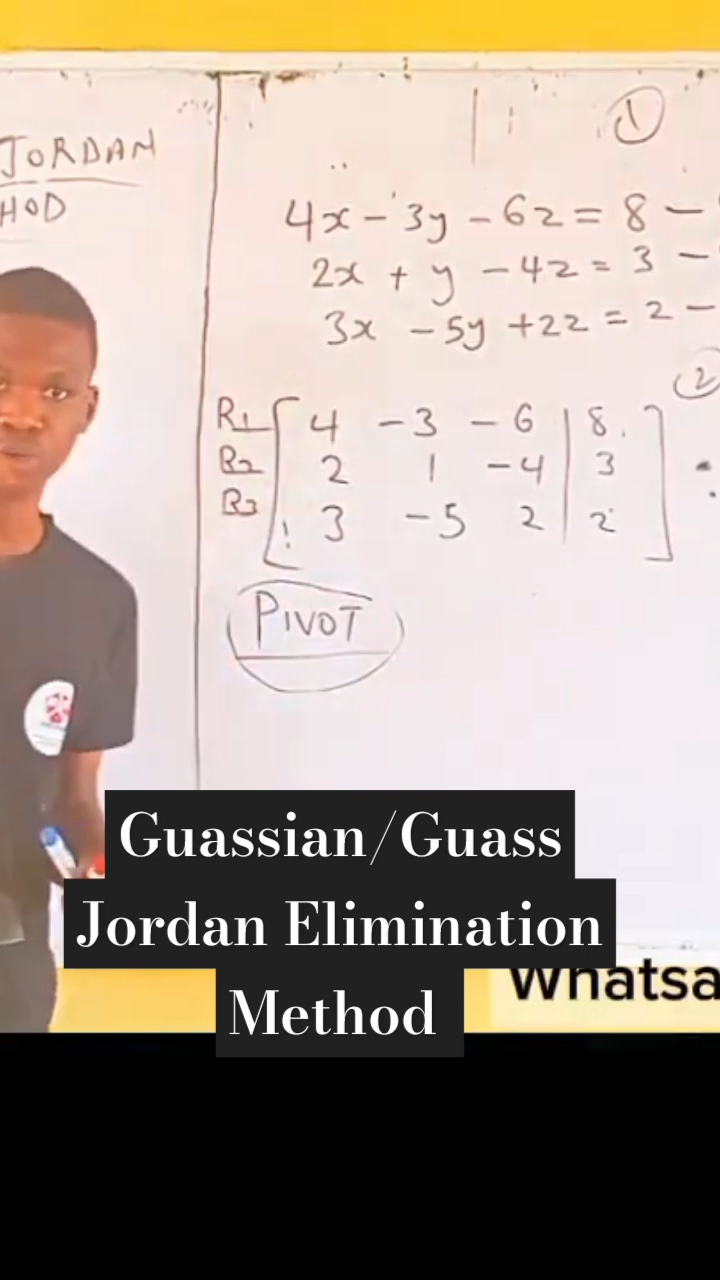 JORDAN
HOD
1
4x - 3y - 6z = 8 -
2x + y - 4z = 3 -
3x - 5y + 2z = 2 -
2
R1 4 -3 -6 | 8
R2 2 1 -4 | 3
R3 3 -5 2 | 2
PIVOT
Guassian/Guass
Jordan Elimination
Method
Whatsa